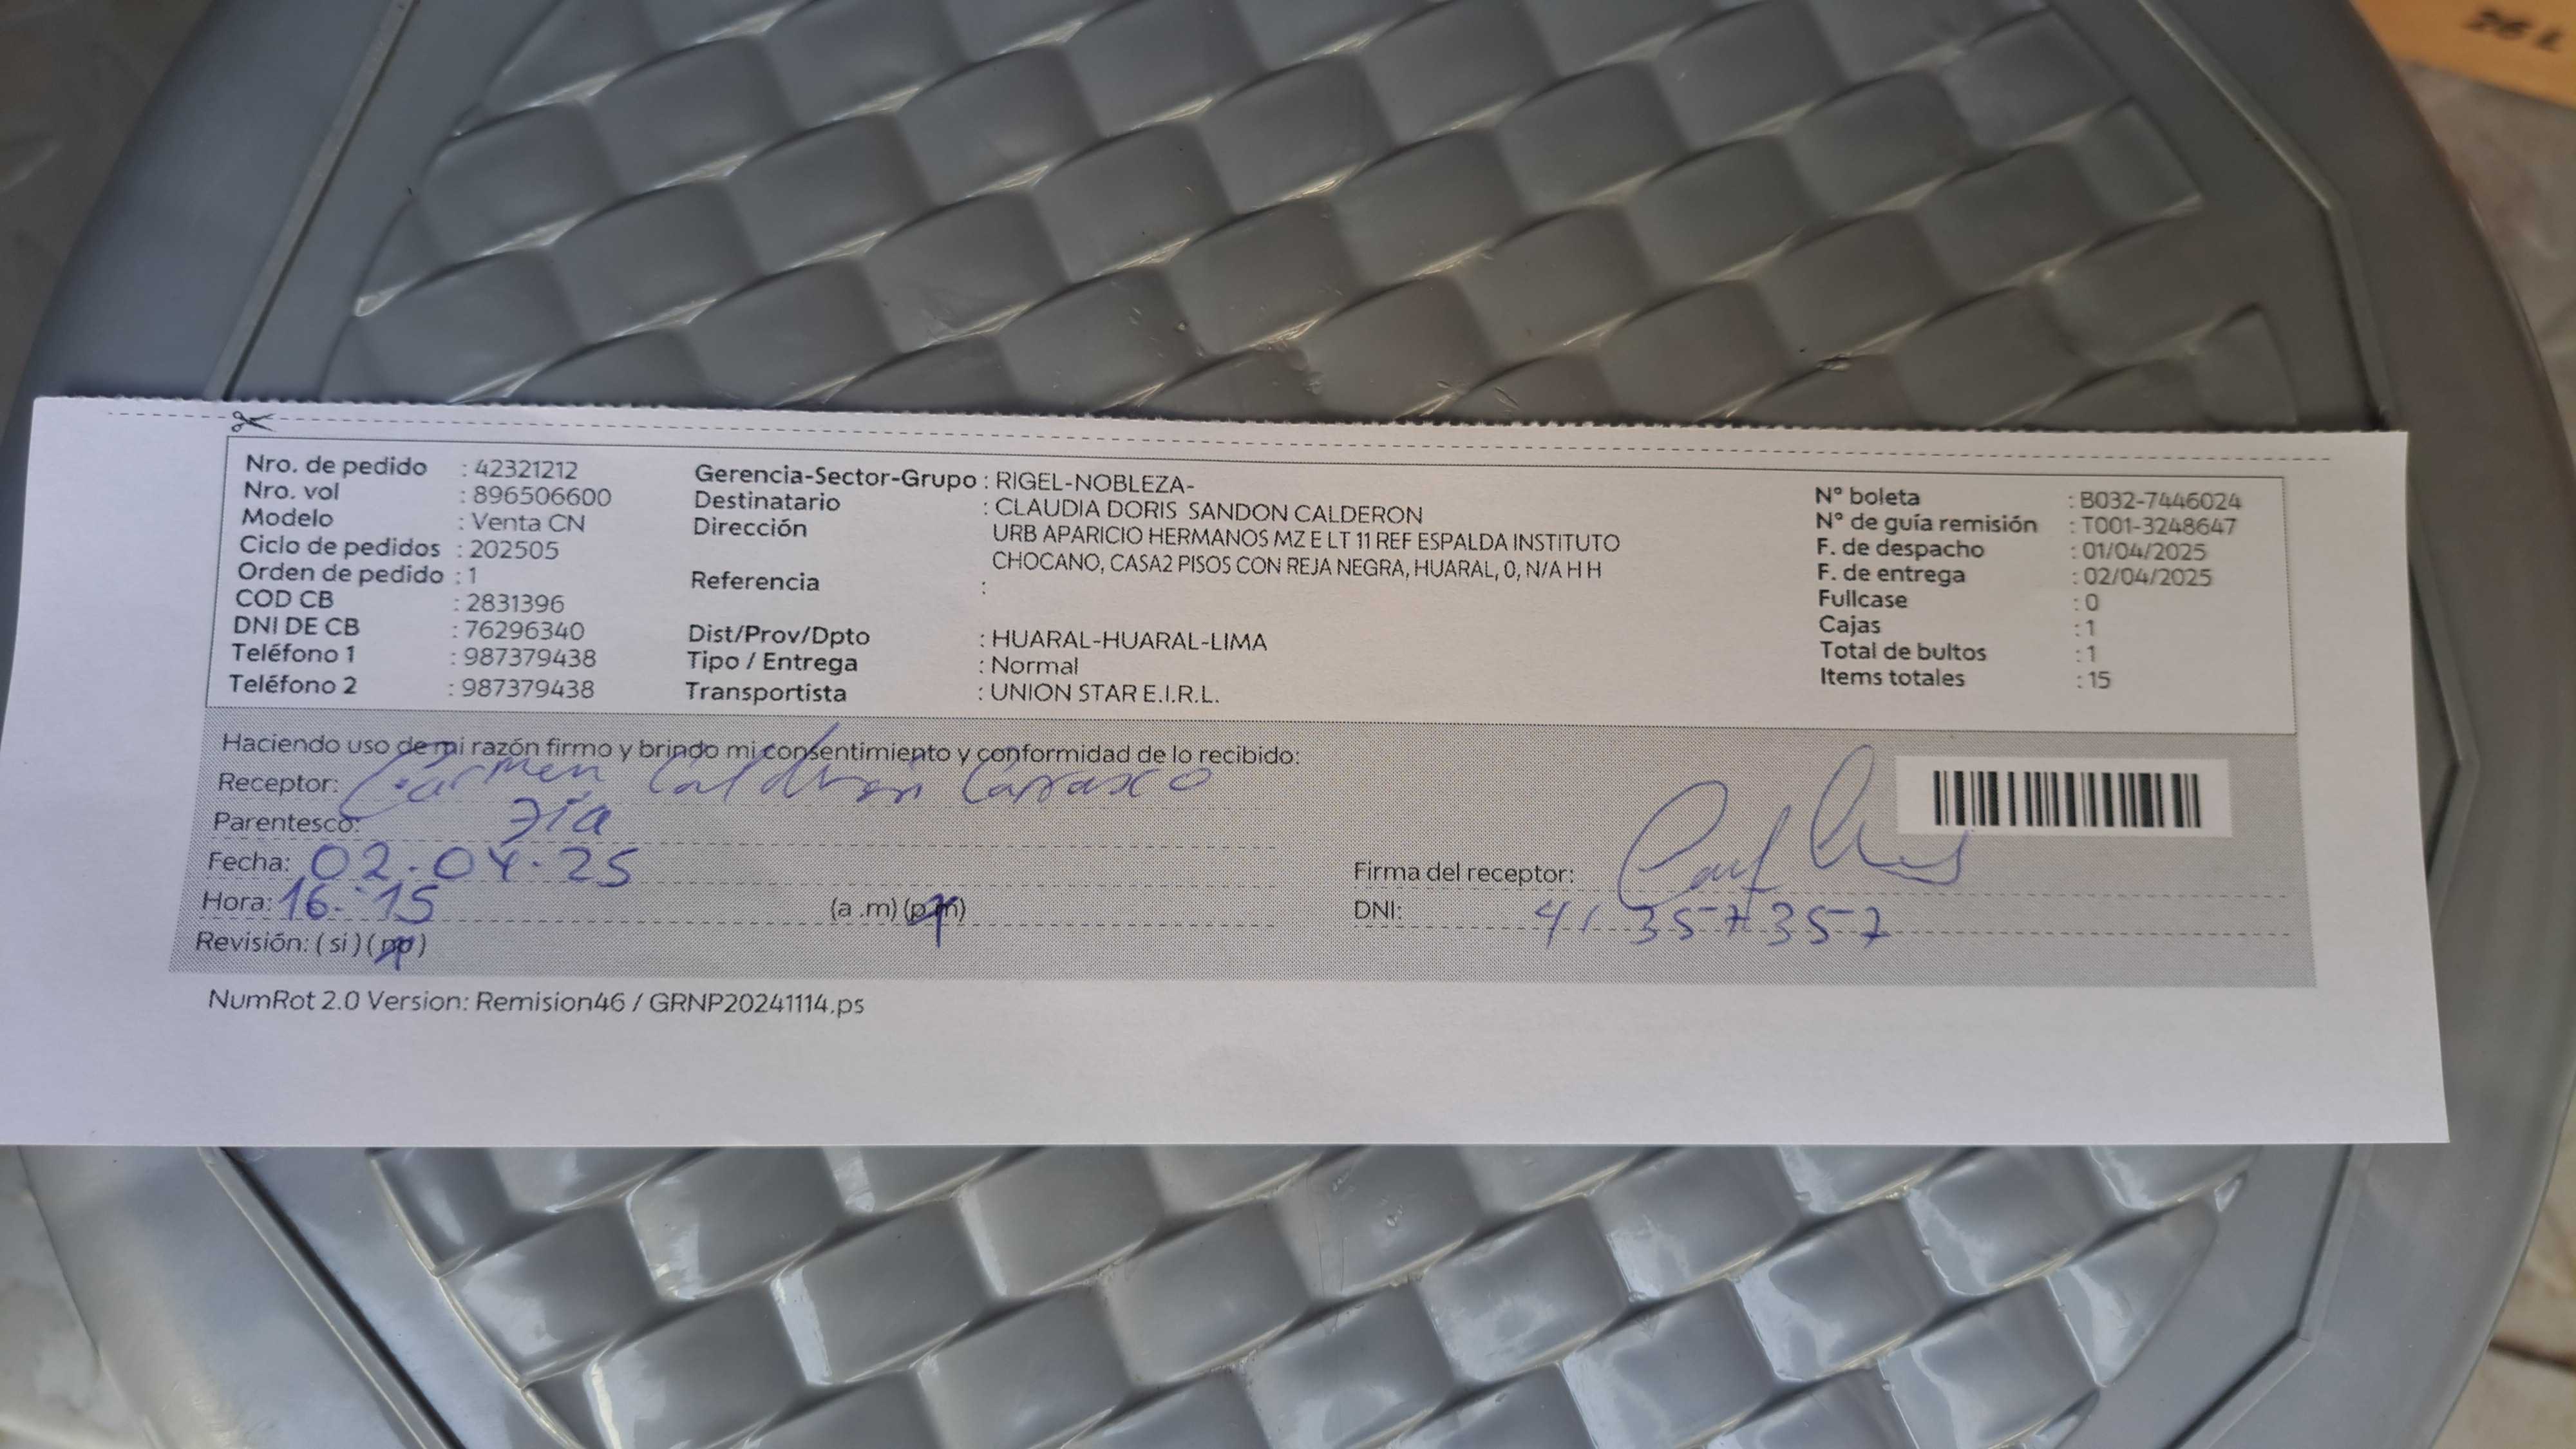 26 L
Nro. de pedido : 42321212
Nro. vol : 896506600
Modelo : Venta CN
Ciclo de pedidos : 202505
Orden de pedido : 1
COD CB : 2831396
DNI DE CB : 76296340
Teléfono 1 : 987379438
Teléfono 2 : 987379438
Gerencia-Sector-Grupo : RIGEL-NOBLEZA-
Destinatario : CLAUDIA DORIS SANDON CALDERON
Dirección URB APARICIO HERMANOS MZ E LT 11 REF ESPALDA INSTITUTO
CHOCANO, CASA2 PISOS CON REJA NEGRA, HUARAL, 0, N/A H H
Referencia :
Dist/Prov/Dpto : HUARAL-HUARAL-LIMA
Tipo / Entrega : Normal
Transportista : UNION STAR E.I.R.L.
N° boleta : B032-7446024
N° de guía remisión : T001-3248647
F. de despacho : 01/04/2025
F. de entrega : 02/04/2025
Fullcase : 0
Cajas : 1
Total de bultos : 1
Items totales : 15
Haciendo uso de mi razón firmo y brindo mi consentimiento y conformidad de lo recibido:
Receptor: Carmen Calderon Carrasco
Parentesco: Tia
Fecha: 02.04.25
Hora: 16:15 (a .m) (p.m)
Revisión: ( si ) ( no )
Firma del receptor:
DNI: 41357357
NumRot 2.0 Version: Remision46 / GRNP20241114.ps